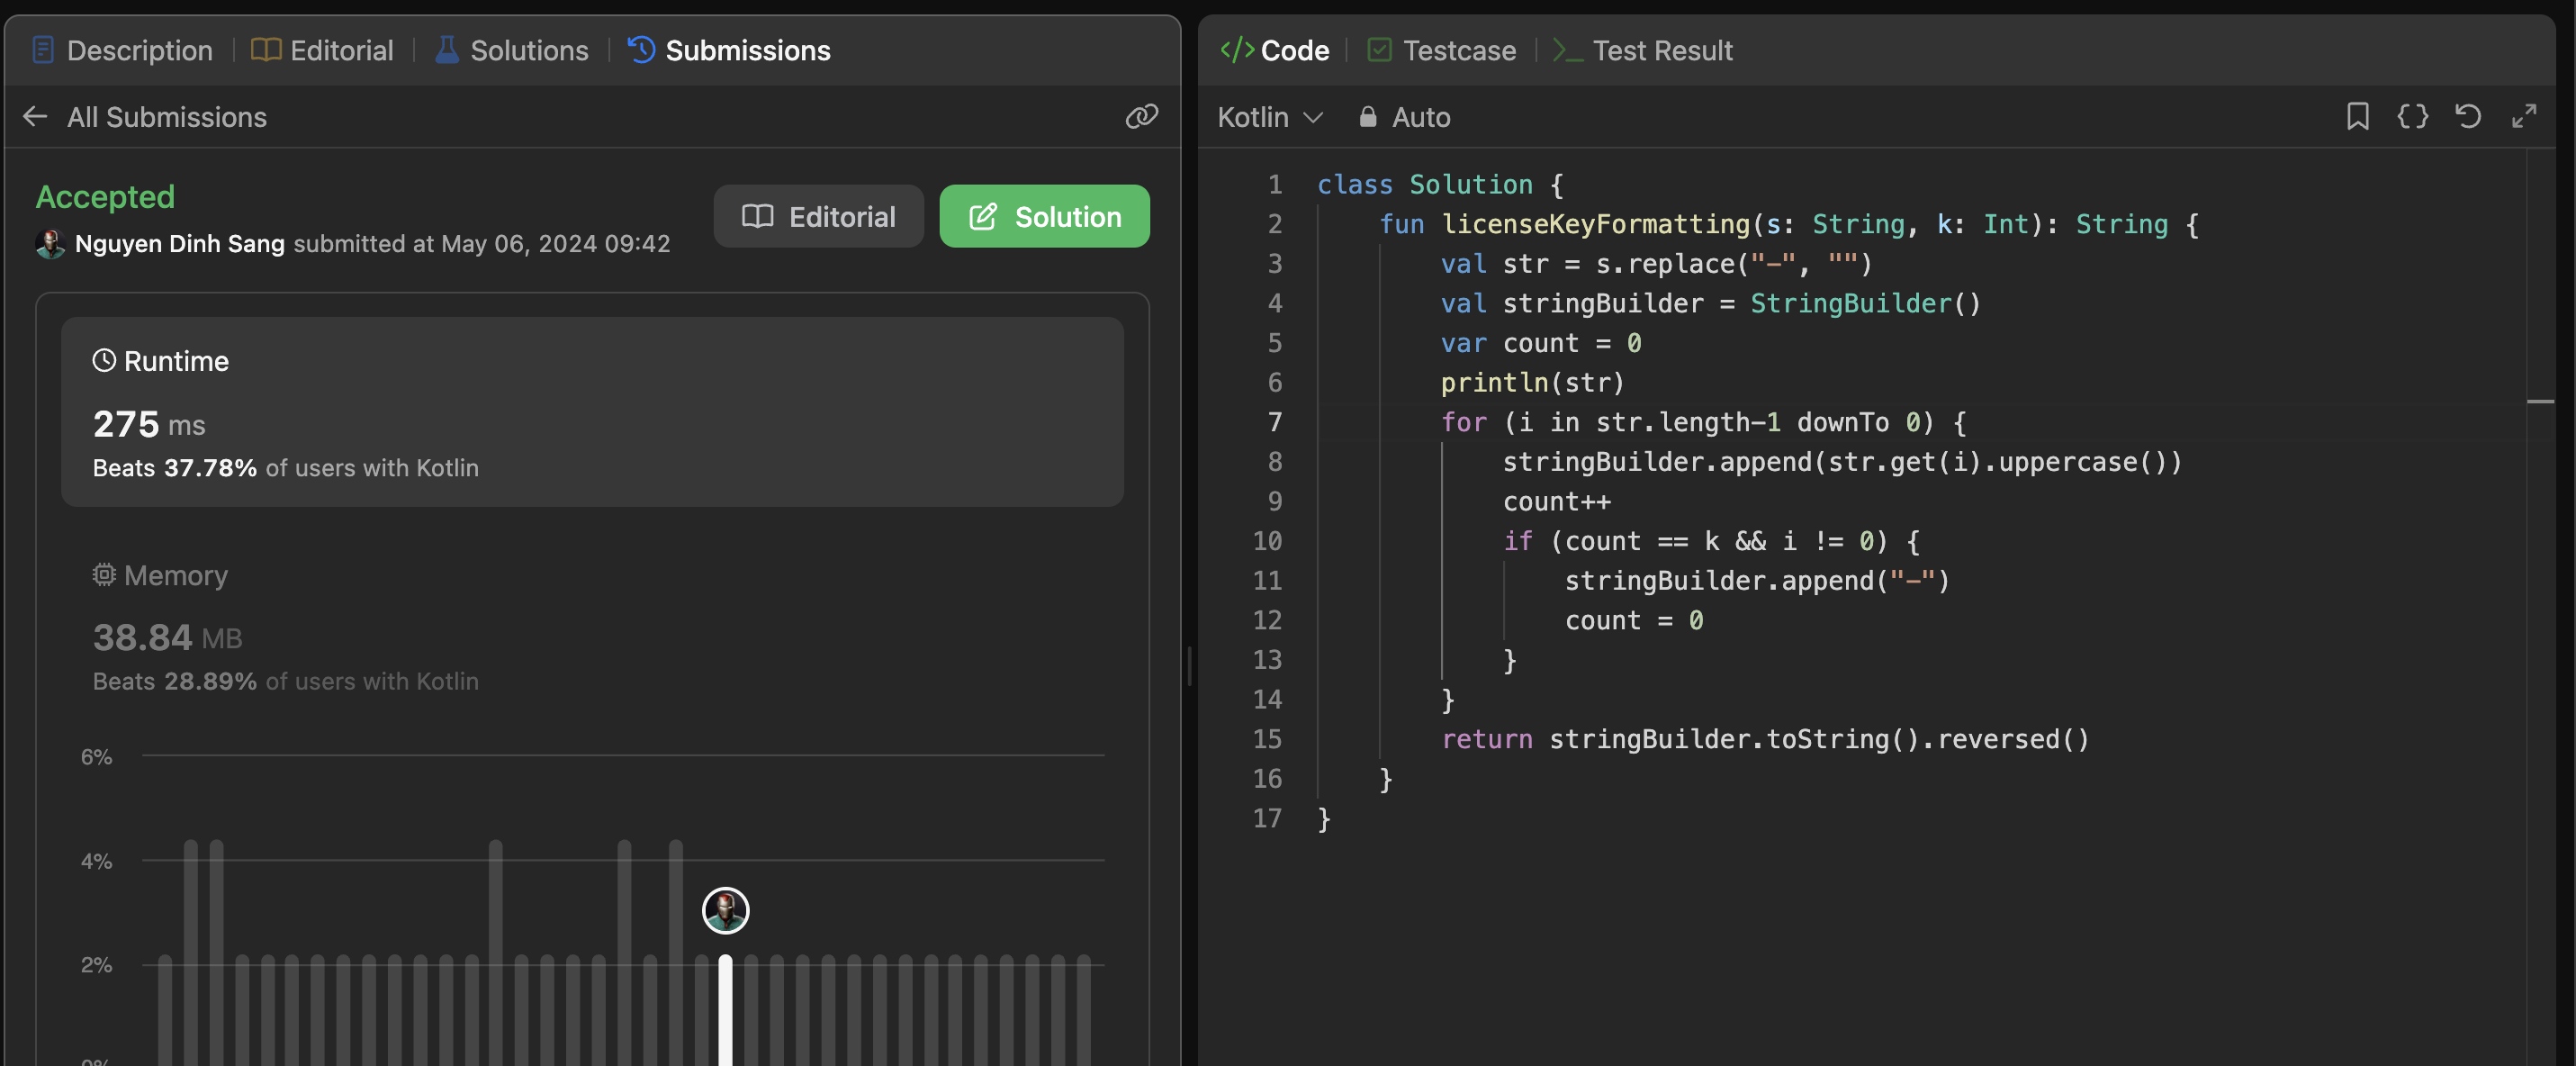 Description
Editorial
Solutions
Submissions
All Submissions
Accepted
Nguyen Dinh Sang submitted at May 06, 2024 09:42
Editorial
Solution
Runtime
275 ms
Beats 37.78% of users with Kotlin
Memory
38.84 MB
Beats 28.89% of users with Kotlin
6%
4%
2%
0%
Code
Testcase
Test Result
Kotlin
Auto
1 class Solution {
2     fun licenseKeyFormatting(s: String, k: Int): String {
3         val str = s.replace("-", "")
4         val stringBuilder = StringBuilder()
5         var count = 0
6         println(str)
7         for (i in str.length-1 downTo 0) {
8             stringBuilder.append(str.get(i).uppercase())
9             count++
10             if (count == k && i != 0) {
11                 stringBuilder.append("-")
12                 count = 0
13             }
14         }
15         return stringBuilder.toString().reversed()
16     }
17 }